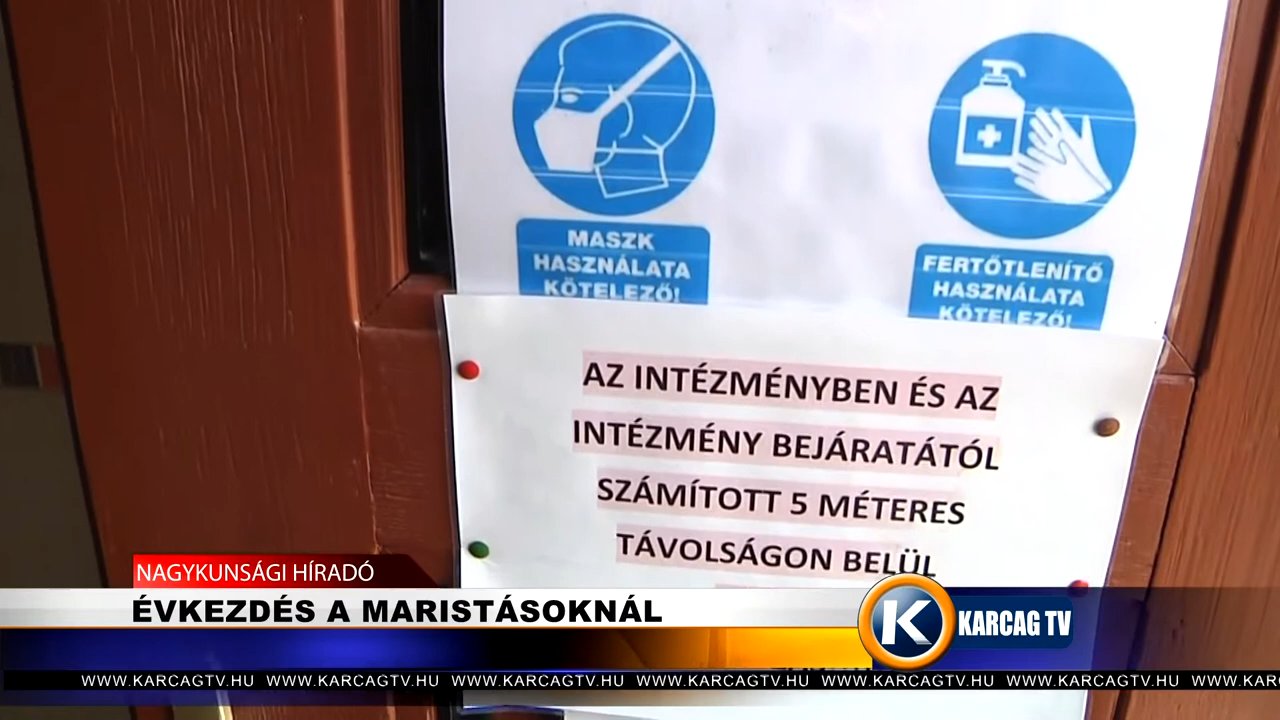 MASZK
HASZNÁLATA
KÖTELEZŐ!
FERTŐTLENÍTŐ
HASZNÁLATA
KÖTELEZŐ!
AZ INTÉZMÉNYBEN ÉS AZ
INTÉZMÉNY BEJÁRATÁTÓL
SZÁMÍTOTT 5 MÉTERES
TÁVOLSÁGON BELÜL
NAGYKUNSÁGI HÍRADÓ
ÉVKEZDÉS A MARISTÁSOKNÁL
K KARCAG TV
WWW.KARCAGTV.HU WWW.KARCAGTV.HU WWW.KARCAGTV.HU WWW.KARCAGTV.HU WWW.KARCAGTV.HU WWW.KARCAGTV.HU WWW.KARC